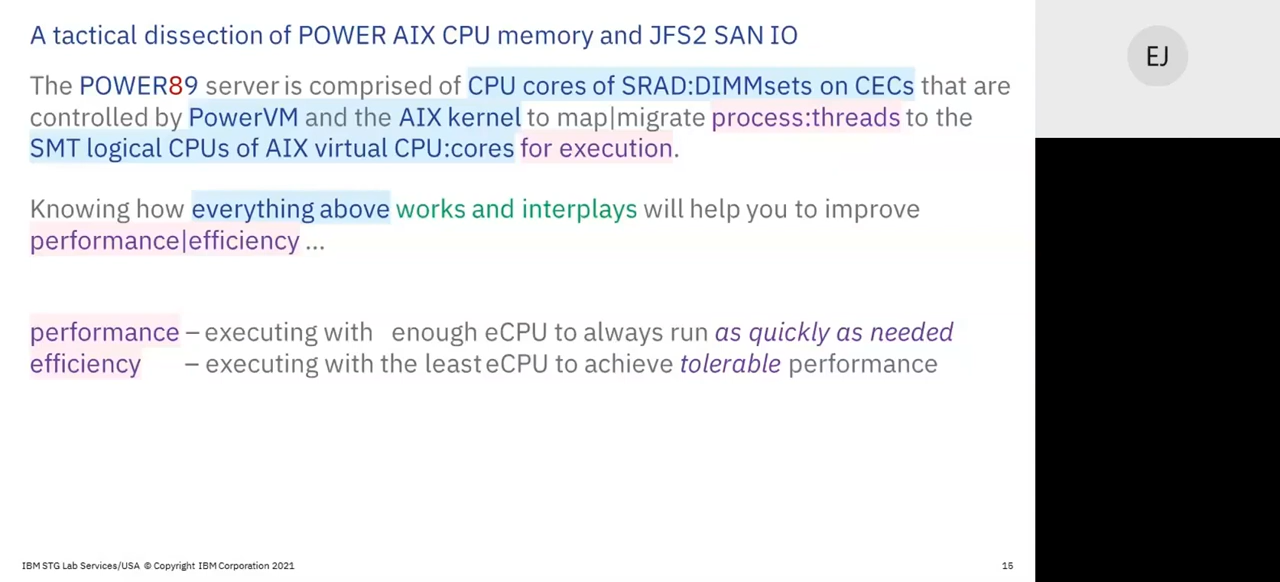 A tactical dissection of POWER AIX CPU memory and JFS2 SAN IO
The POWER89 server is comprised of CPU cores of SRAD:DIMMsets on CECs that are
controlled by PowerVM and the AIX kernel to map|migrate process:threads to the
SMT logical CPUs of AIX virtual CPU:cores for execution.
Knowing how everything above works and interplays will help you to improve
performance|efficiency ...
performance – executing with enough eCPU to always run as quickly as needed
efficiency – executing with the least eCPU to achieve tolerable performance
IBM STG Lab Services/USA © Copyright IBM Corporation 2021
15
EJ